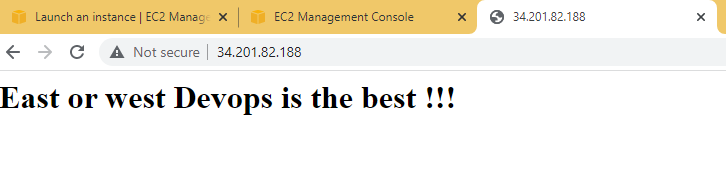 Launch an instance | EC2 Manage
EC2 Management Console
34.201.82.188
Not secure
34.201.82.188
East or west Devops is the best !!!